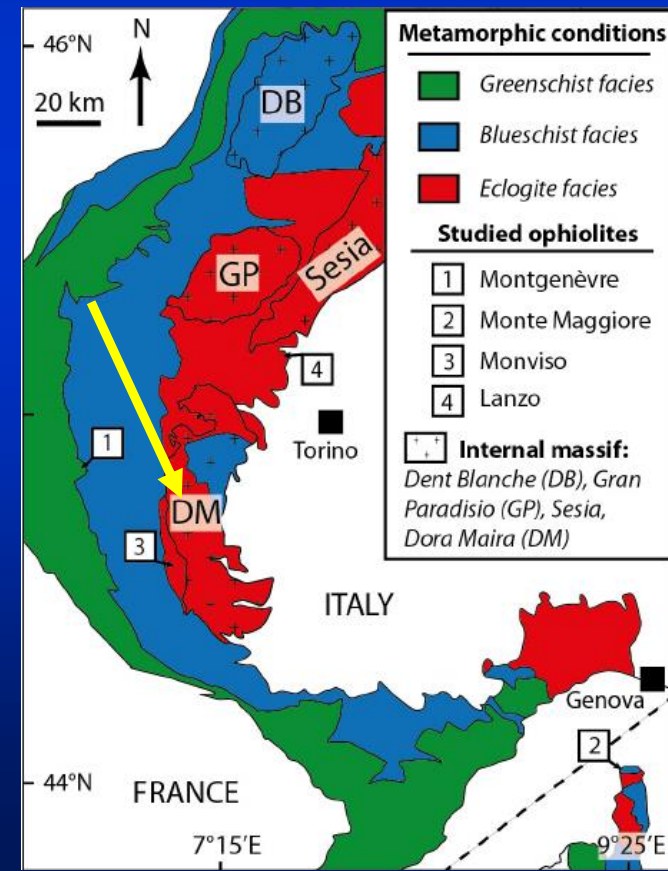 46°N
N
20 km
DB
GP
Sesia
4
Torino
1
DM
3
ITALY
Genova
2
44°N
FRANCE
7°15'E
9°25'E
Metamorphic conditions
Greenschist facies
Blueschist facies
Eclogite facies
Studied ophiolites
1 Montgenèvre
2 Monte Maggiore
3 Monviso
4 Lanzo
Internal massif:
Dent Blanche (DB), Gran
Paradisio (GP), Sesia,
Dora Maira (DM)